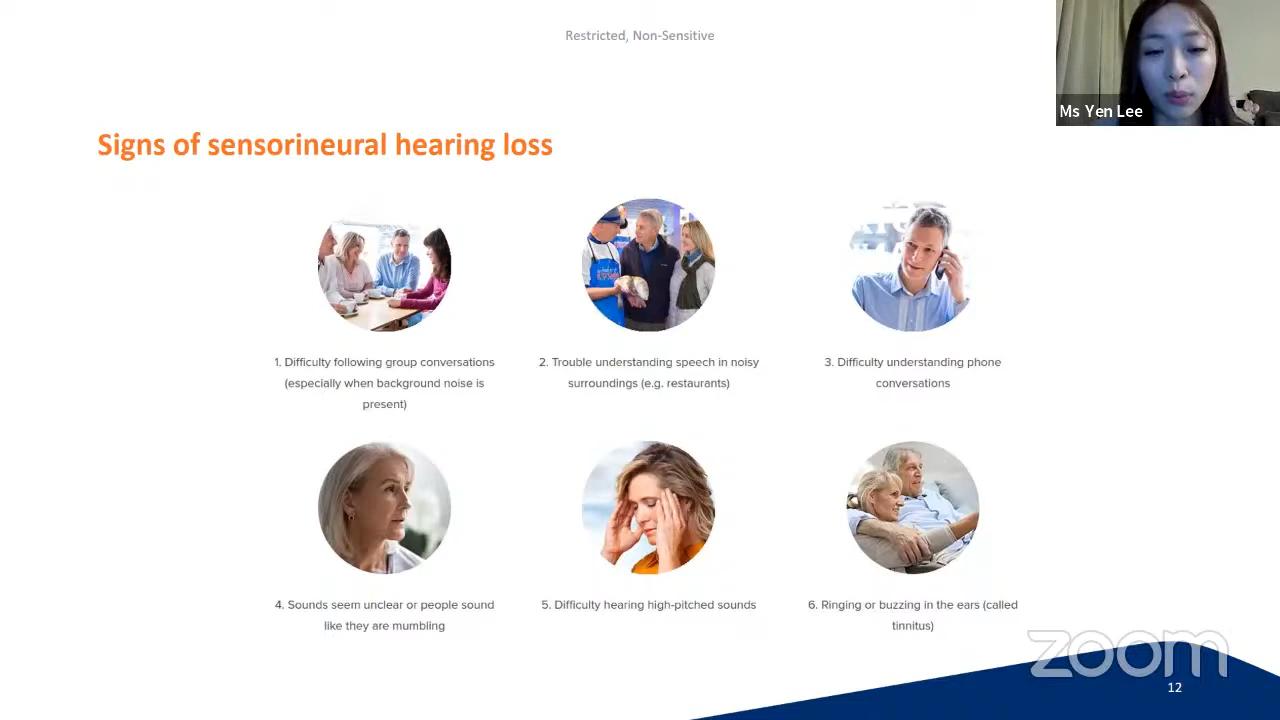 Restricted, Non-Sensitive
Ms Yen Lee
Signs of sensorineural hearing loss
1. Difficulty following group conversations
(especially when background noise is
present)
2. Trouble understanding speech in noisy
surroundings (e.g. restaurants)
3. Difficulty understanding phone
conversations
4. Sounds seem unclear or people sound
like they are mumbling
5. Difficulty hearing high-pitched sounds
6. Ringing or buzzing in the ears (called
tinnitus)
zoom
12